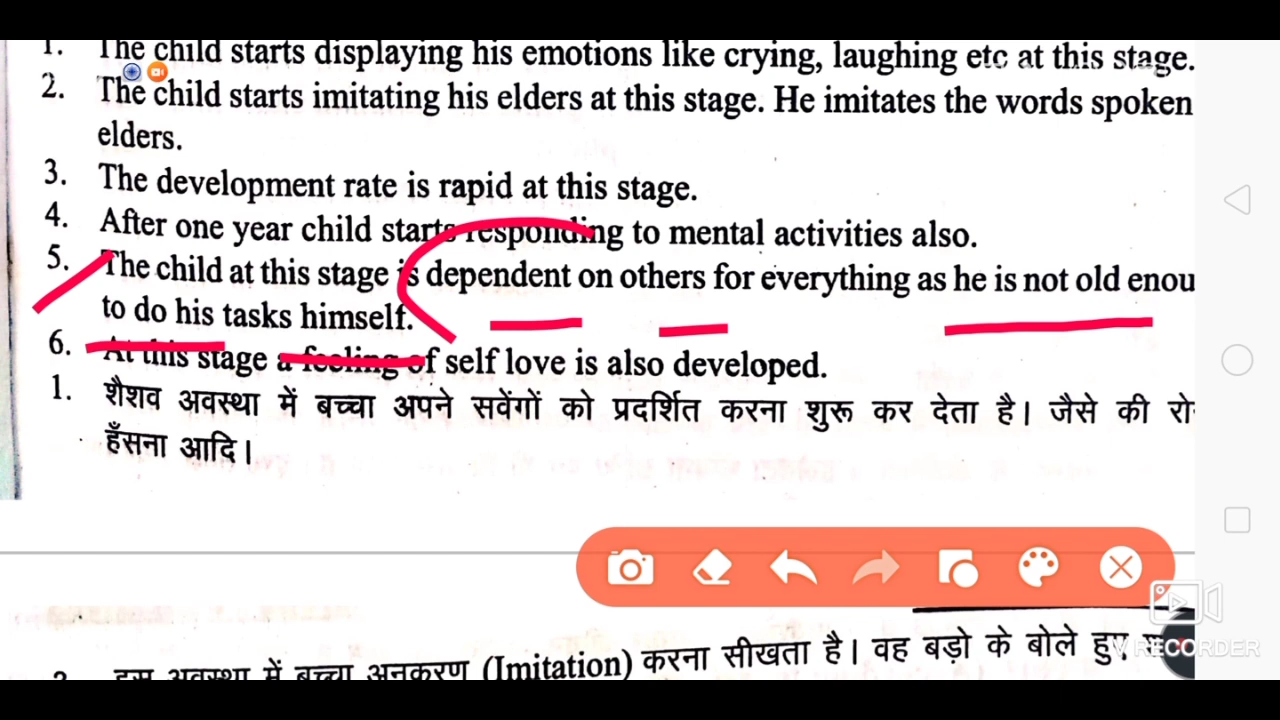 1. The child starts displaying his emotions like crying, laughing etc at this stage.
2. The child starts imitating his elders at this stage. He imitates the words spoken
elders.
3. The development rate is rapid at this stage.
4. After one year child starts responding to mental activities also.
5. The child at this stage is dependent on others for everything as he is not old enou
to do his tasks himself.
6. At this stage a feeling of self love is also developed.
1. शैशव अवस्था में बच्चा अपने सवेंगों को प्रदर्शित करना शुरू कर देता है। जैसे की रो
हँसना आदि।
इस अवस्था में बच्चा अनुकरण (Imitation) करना सीखता है। वह बड़ो के बोले हुए
V RECORDER